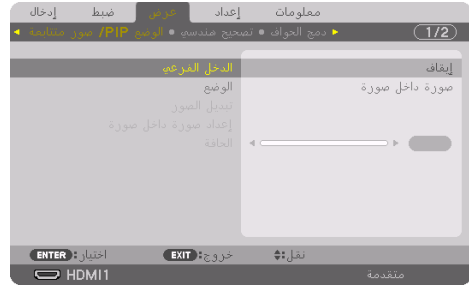 إدخال ضبط عرض إعداد معلومات
الوضع PIP/ صور متتابعة • تصحيح هندسي • دمج الحواف (1/2)
الدخل الفرعي إيقاف
الوضع صورة داخل صورة
تبديل الصور
إعداد صورة داخل صورة
الحافة
ENTER: اختيار EXIT: خروج نقل:
HDMI1 متقدمة